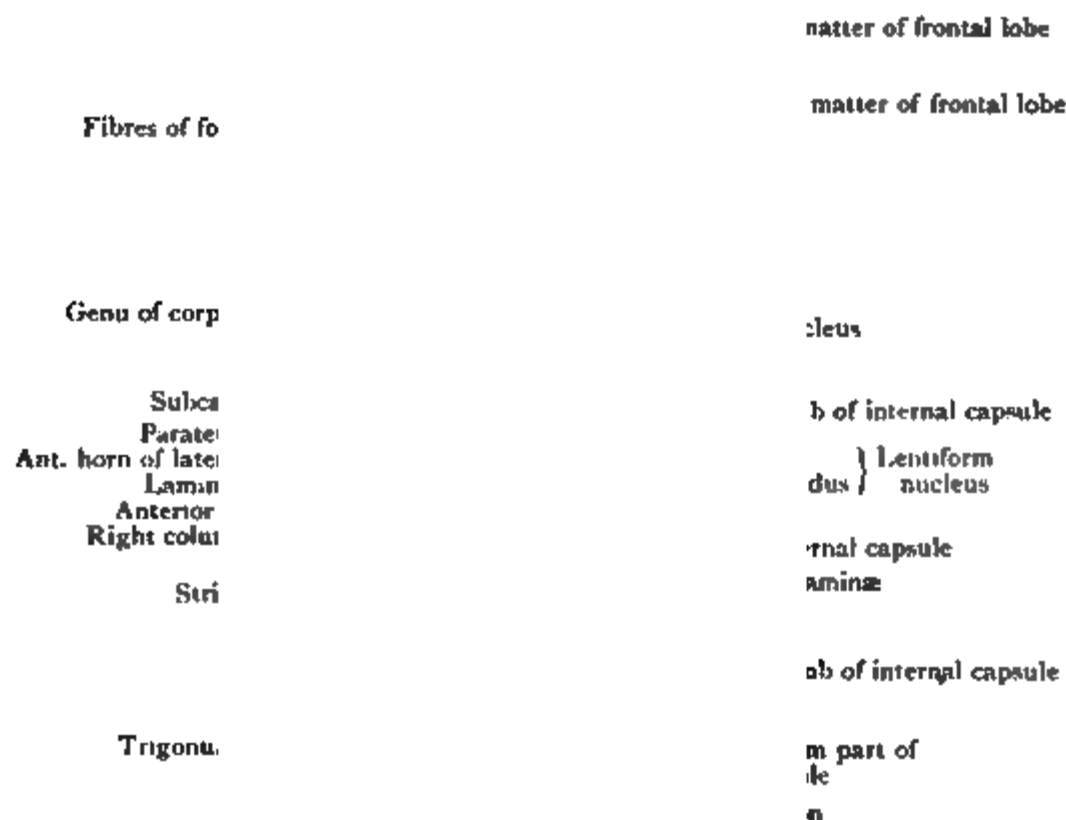 natter of frontal lobe
matter of frontal lobe
Fibres of fo
Genu of corp
cleus
Subca
b of internal capsule
Parate
Ant. horn of late
} Lentiform
Lamin
dus nucleus
Anterior
Right colu
rnal capsule
aminæ
Stri
ab of internal capsule
Trigonu
m part of
le
n